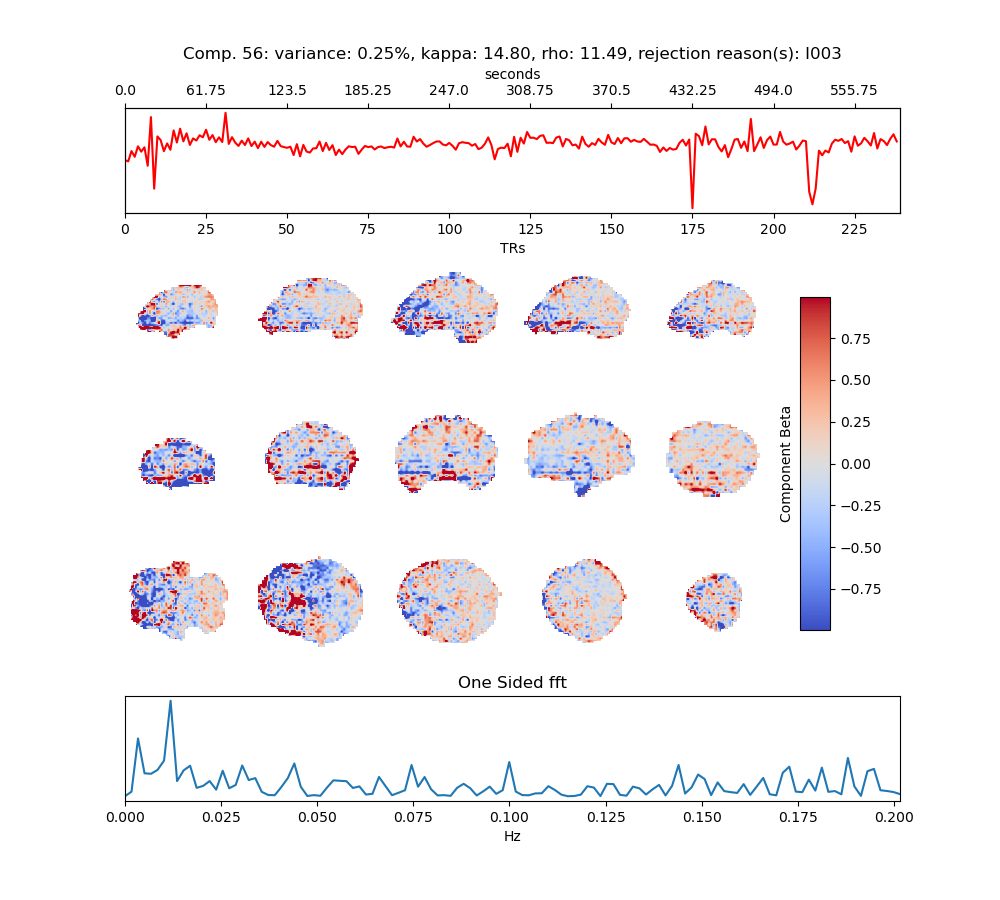 Comp. 56: variance: 0.25%, kappa: 14.80, rho: 11.49, rejection reason(s): I003
seconds
0.0 61.75 123.5 185.25 247.0 308.75 370.5 432.25 494.0 555.75
0 25 50 75 100 125 150 175 200 225
TRs
0.75
0.50
0.25
0.00
−0.25
−0.50
−0.75
Component Beta
One Sided fft
0.000 0.025 0.050 0.075 0.100 0.125 0.150 0.175 0.200
Hz